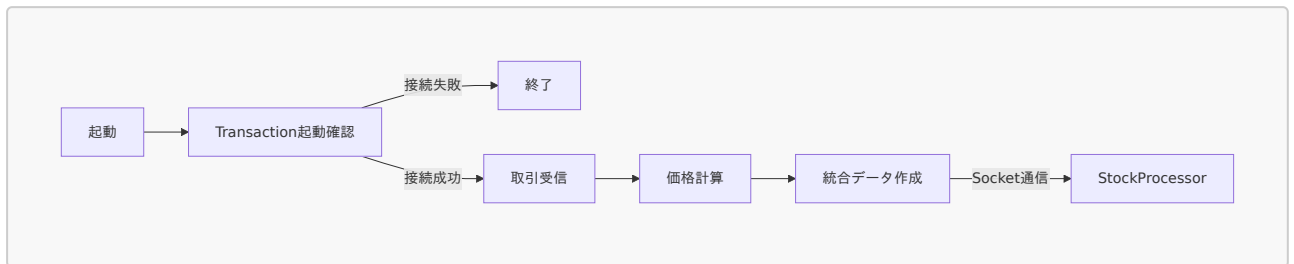 起動
Transaction起動確認
接続失敗
終了
接続成功
取引受信
価格計算
統合データ作成
Socket通信
StockProcessor